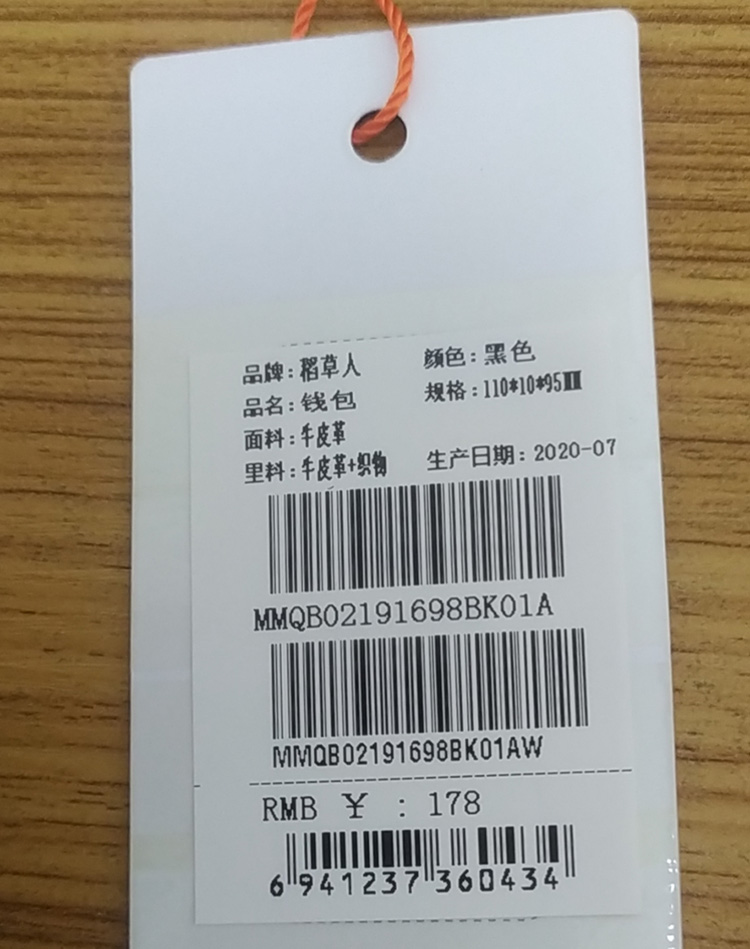 品牌：稻草人 颜色：黑色
品名：钱包 规格：110*10*95MM
面料：牛皮革
里料：牛皮革+织物 生产日期：2020-07
MMQB02191698BK01A
MMQB02191698BK01AW
RMB ￥ : 178
6 941237 360434